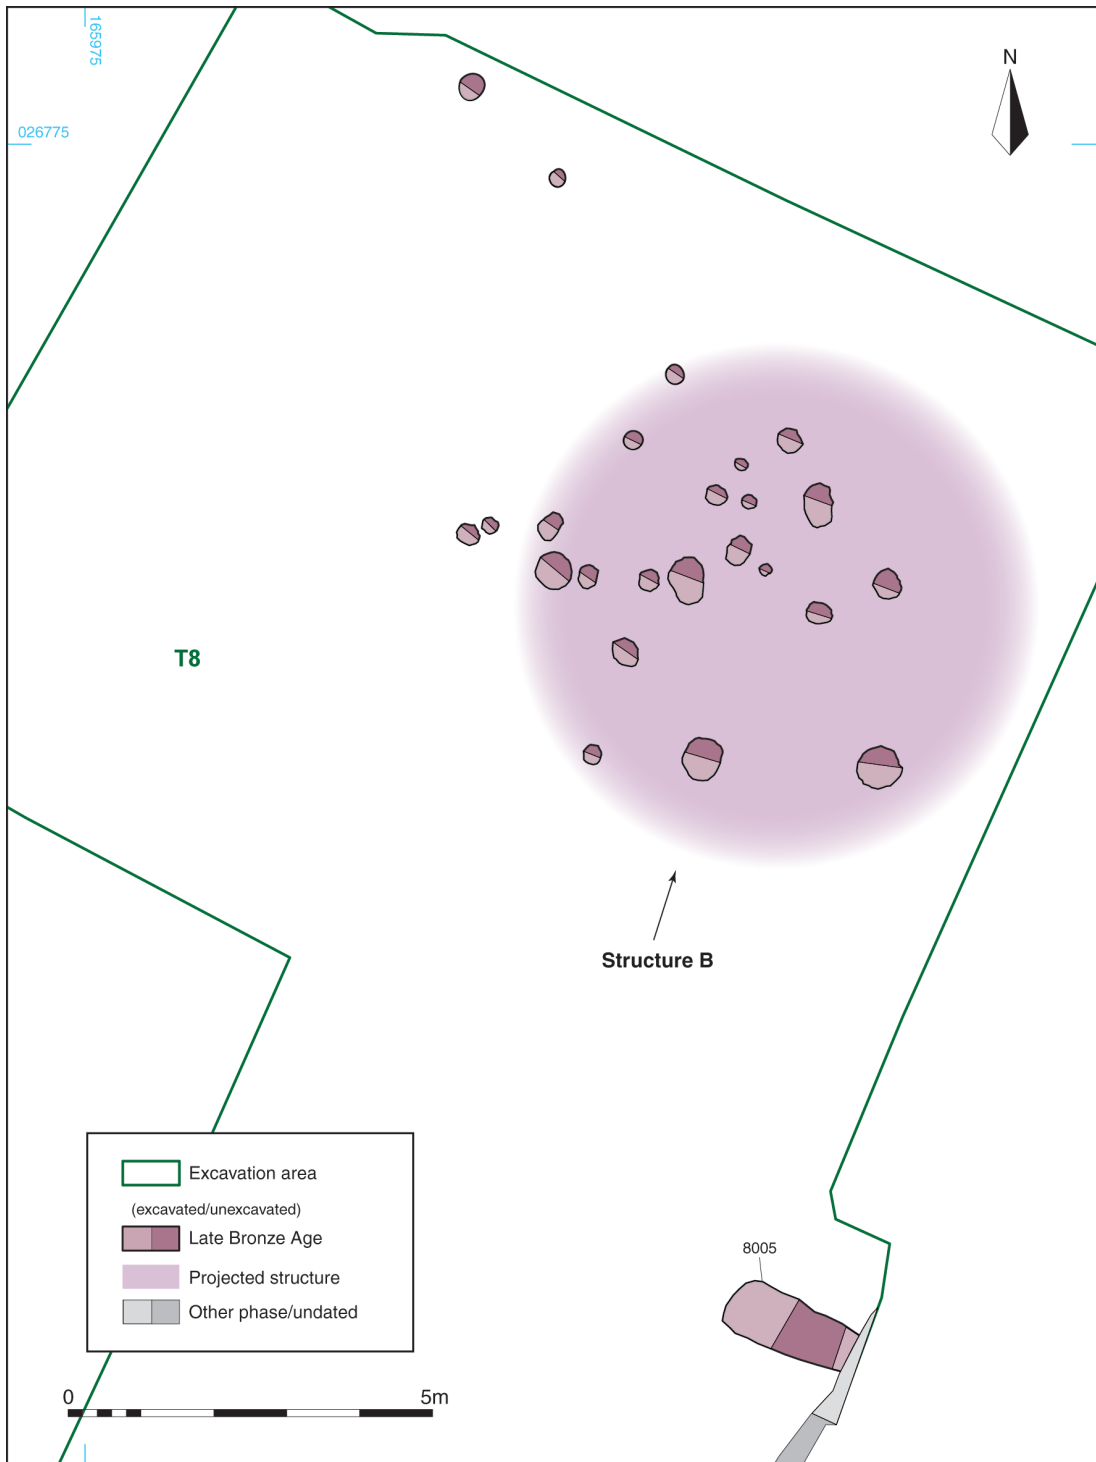 165975
026775
N
T8
Structure B
Excavation area
(excavated/unexcavated)
Late Bronze Age
Projected structure
Other phase/undated
8005
0 5m